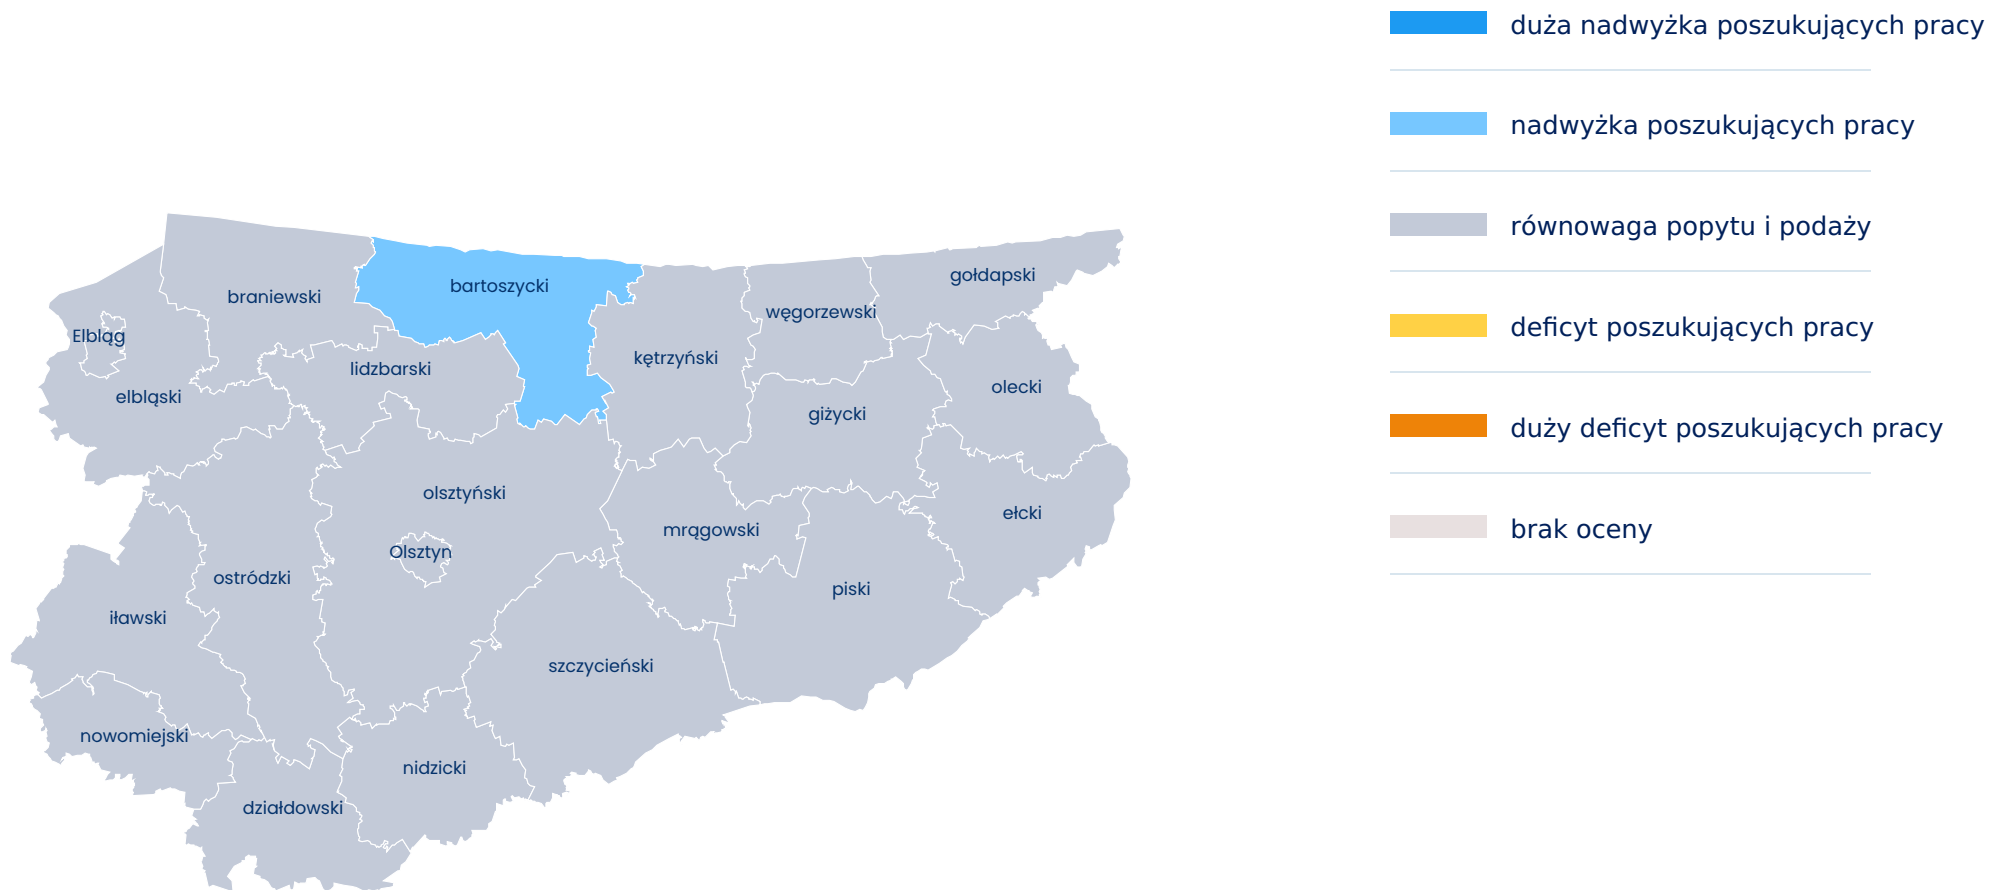 duża nadwyżka poszukujących pracy
nadwyżka poszukujących pracy
równowaga popytu i podaży
deficyt poszukujących pracy
duży deficyt poszukujących pracy
brak oceny
gołdapski
bartoszycki
braniewski
węgorzewski
Elbląg
kętrzyński
lidzbarski
olecki
elbląski
giżycki
olsztyński
ełcki
mrągowski
Olsztyn
ostródzki
piski
iławski
szczycieński
nowomiejski
nidzicki
działdowski